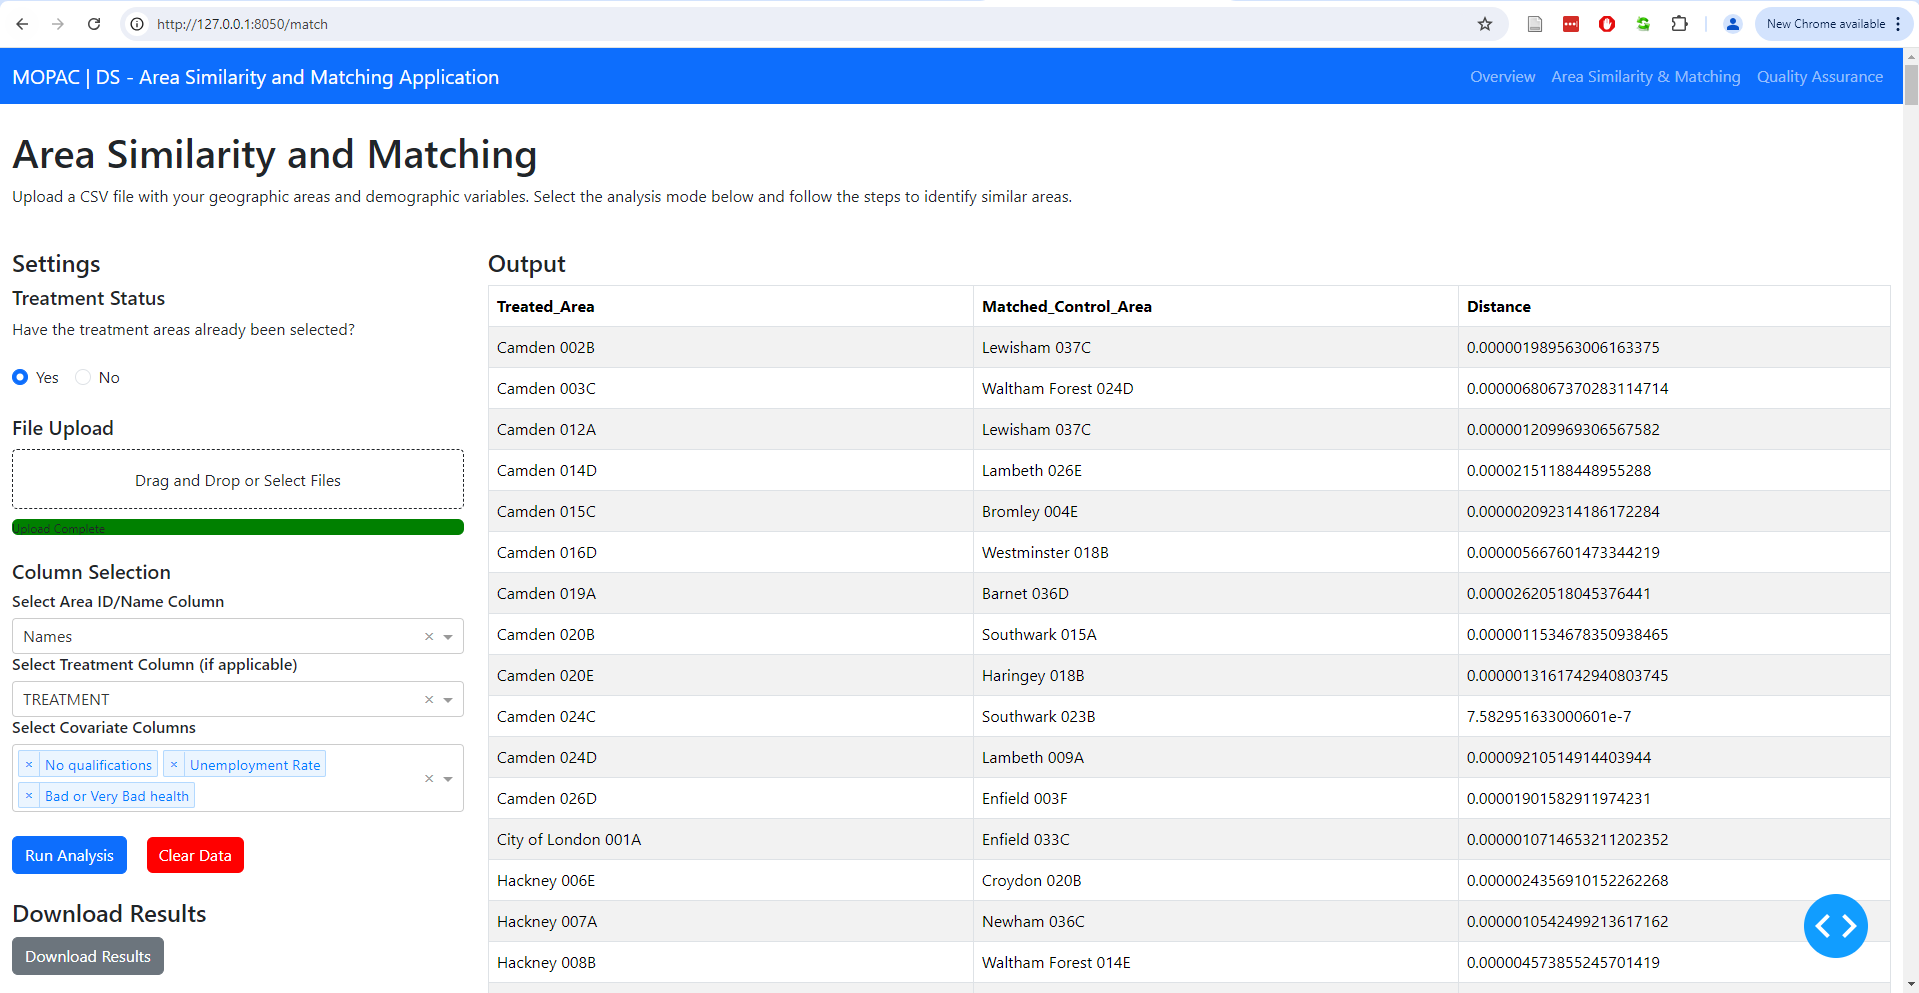 http://127.0.0.1:8050/match
New Chrome available
MOPAC | DS - Area Similarity and Matching Application
Overview
Area Similarity & Matching
Quality Assurance
Area Similarity and Matching
Upload a CSV file with your geographic areas and demographic variables. Select the analysis mode below and follow the steps to identify similar areas.
Settings
Treatment Status
Have the treatment areas already been selected?
Yes No
File Upload
Drag and Drop or Select Files
Upload Complete
Column Selection
Select Area ID/Name Column
Names
Select Treatment Column (if applicable)
TREATMENT
Select Covariate Columns
× No qualifications × Unemployment Rate
× Bad or Very Bad health
Run Analysis Clear Data
Download Results
Download Results
Output
Treated_Area Matched_Control_Area Distance
Camden 002B Lewisham 037C 0.000001989563006163375
Camden 003C Waltham Forest 024D 0.0000068067370283114714
Camden 012A Lewisham 037C 0.000001209969306567582
Camden 014D Lambeth 026E 0.00002151188448955288
Camden 015C Bromley 004E 0.000002092314186172284
Camden 016D Westminster 018B 0.000005667601473344219
Camden 019A Barnet 036D 0.00002620518045376441
Camden 020B Southwark 015A 0.0000011534678350938465
Camden 020E Haringey 018B 0.0000013161742940803745
Camden 024C Southwark 023B 7.582951633000601e-7
Camden 024D Lambeth 009A 0.00009210514914403944
Camden 026D Enfield 003F 0.00001901582911974231
City of London 001A Enfield 033C 0.0000010714653211202352
Hackney 006E Croydon 020B 0.0000024356910152262268
Hackney 007A Newham 036C 0.0000010542499213617162
Hackney 008B Waltham Forest 014E 0.000004573855245701419